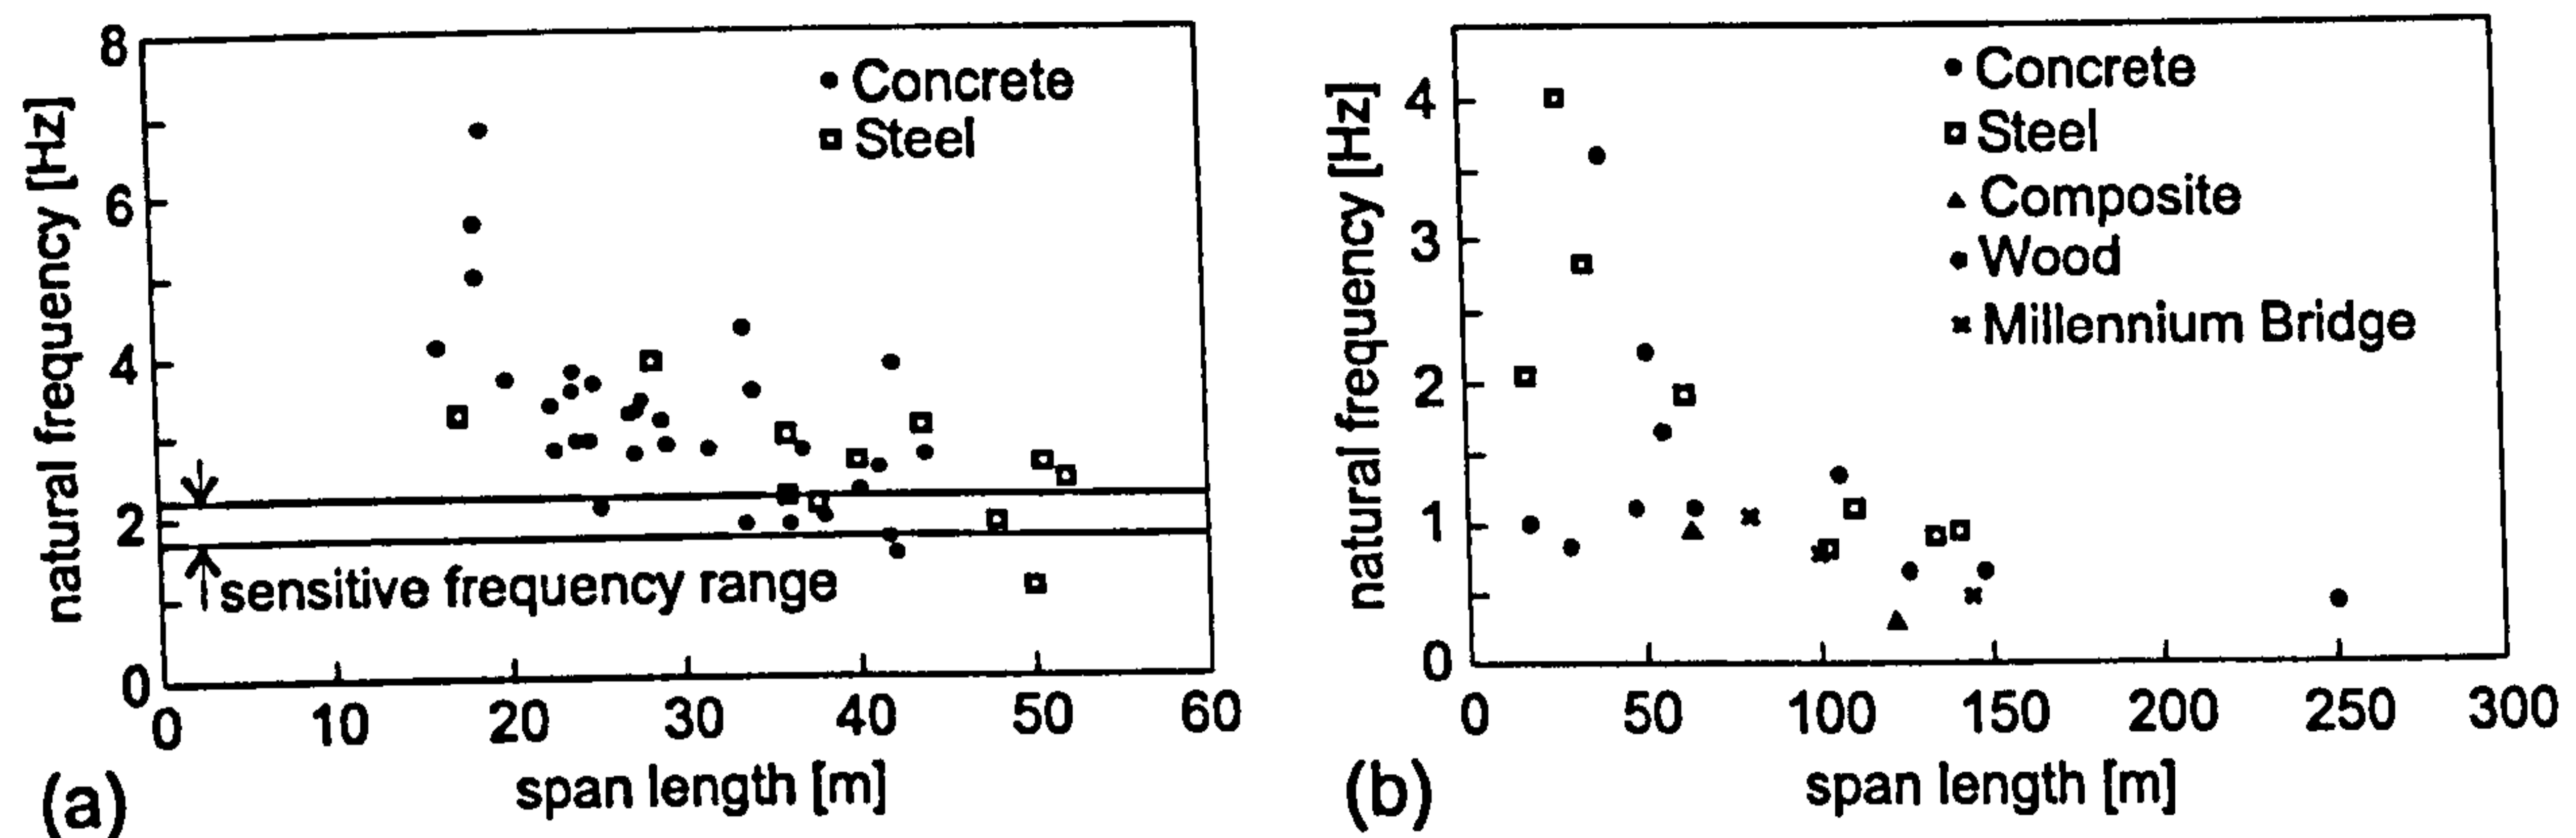 8
6
4
2
0
natural frequency [Hz]
• Concrete
Steel
sensitive frequency range
0 10 20 30 40 50 60
span length [m]
(a)
4
3
2
1
0
natural frequency [Hz]
• Concrete
Steel
▲ Composite
• Wood
× Millennium Bridge
0 50 100 150 200 250 300
span length [m]
(b)